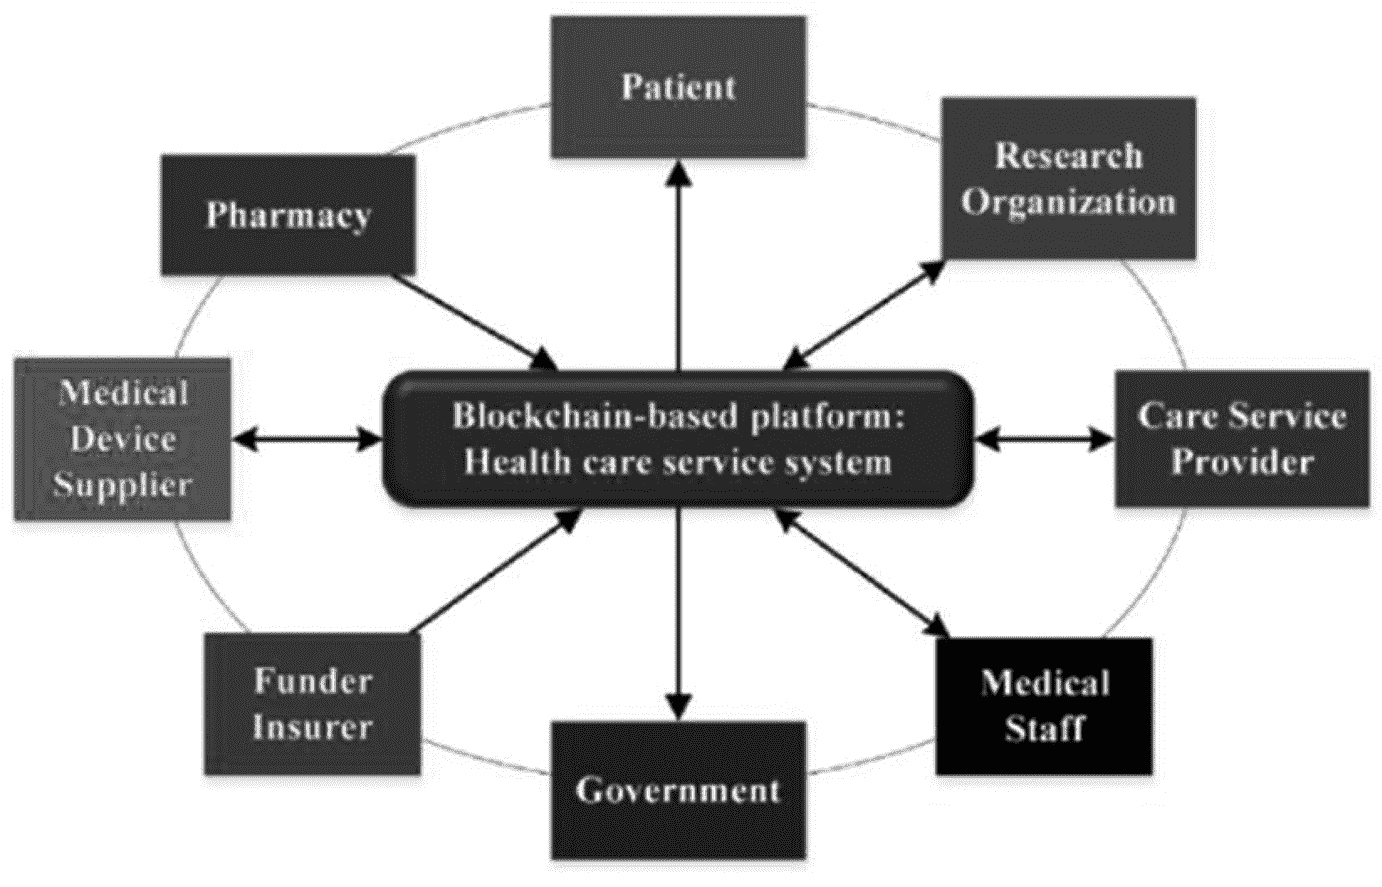 Patient
Research
Organization
Pharmacy
Medical
Device
Supplier
Blockchain-based platform:
Health care service system
Care Service
Provider
Funder
Insurer
Medical
Staff
Government